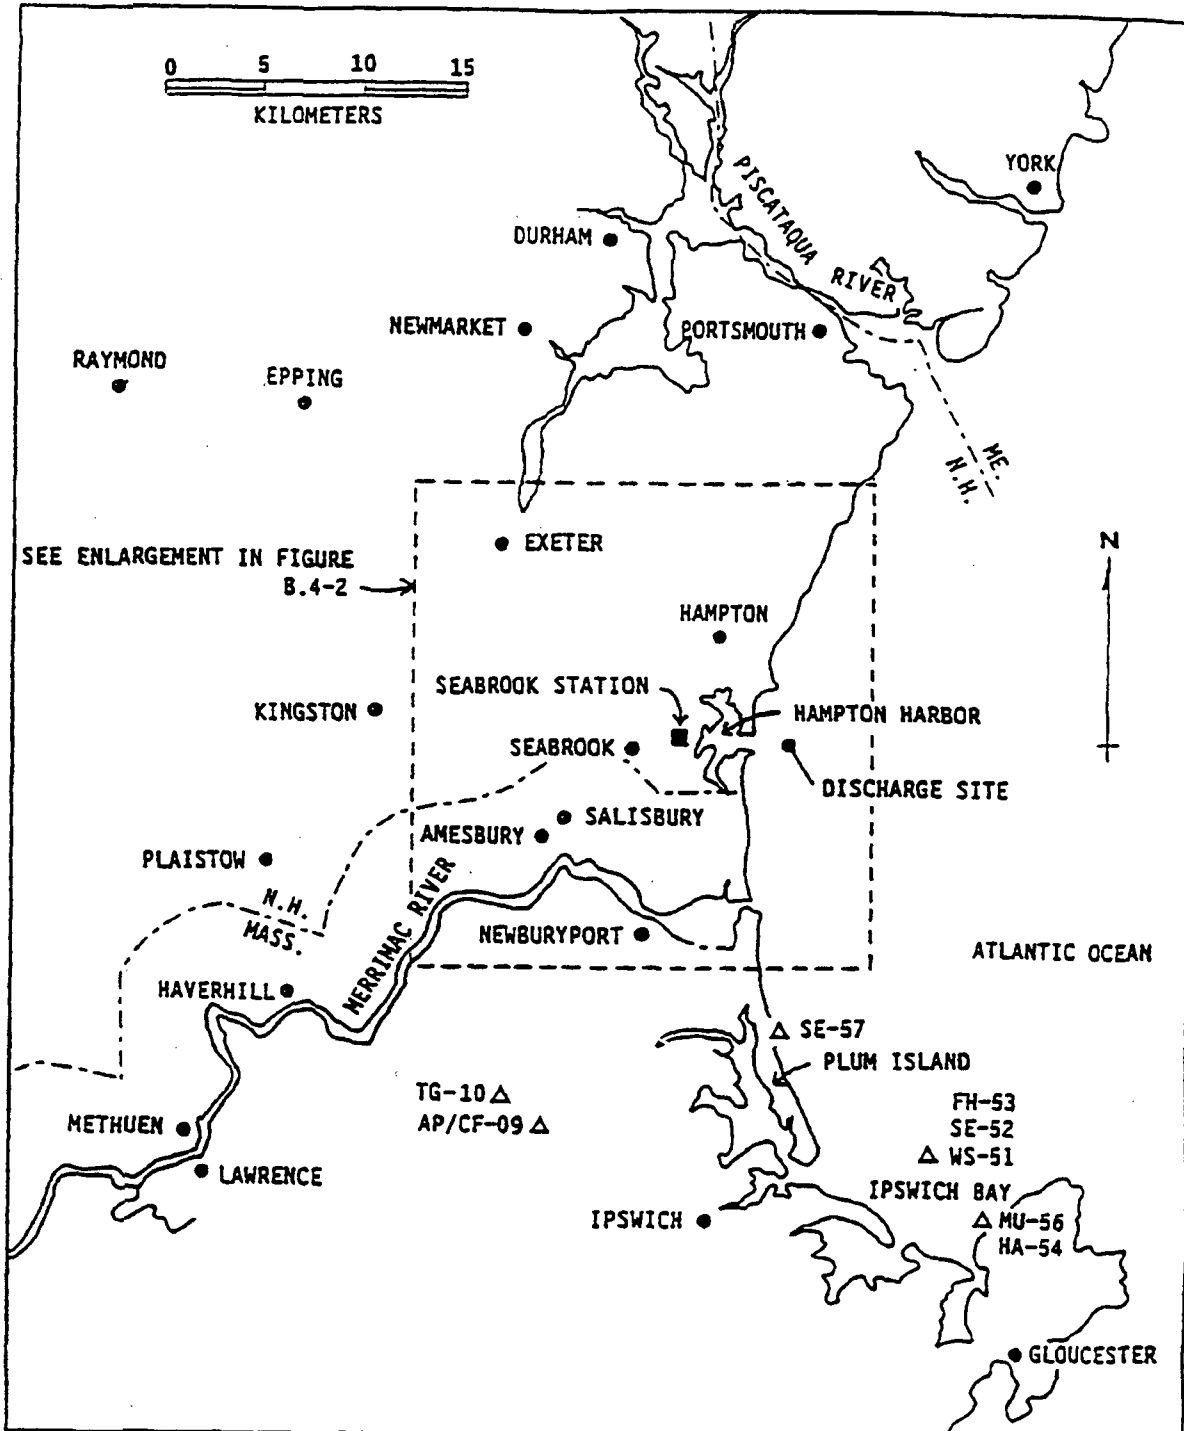 0 5 10 15
KILOMETERS
YORK
PISCATAQUA
RIVER
DURHAM
NEWMARKET
PORTSMOUTH
RAYMOND
EPPING
ME.
N.H.
EXETER
N
SEE ENLARGEMENT IN FIGURE
B.4-2
HAMPTON
SEABROOK STATION
KINGSTON
HAMPTON HARBOR
SEABROOK
DISCHARGE SITE
SALISBURY
AMESBURY
PLAISTOW
N.H.
MASS.
MERRIMAC RIVER
NEWBURYPORT
ATLANTIC OCEAN
HAVERHILL
SE-57
PLUM ISLAND
TG-10
AP/CF-09
FH-53
SE-52
WS-51
METHUEN
LAWRENCE
IPSWICH BAY
IPSWICH
MU-56
HA-54
GLOUCESTER